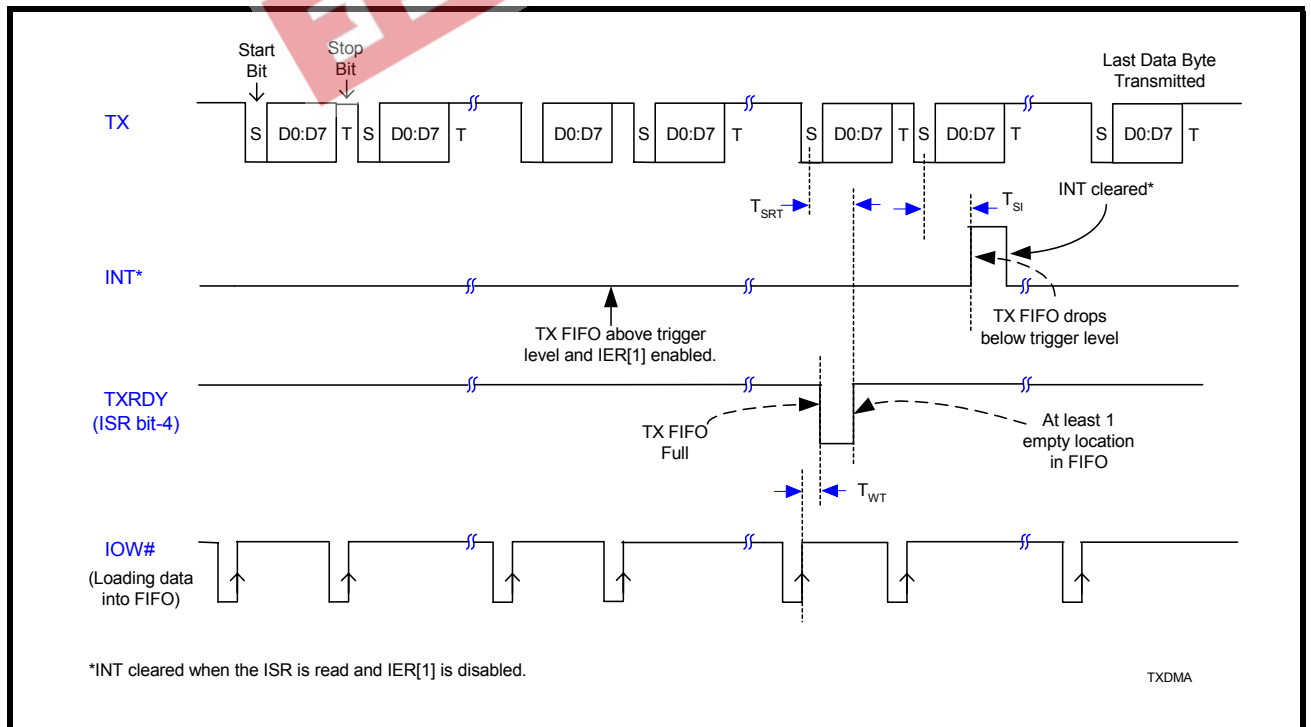 Start
Bit
Stop
Bit
Last Data Byte
Transmitted
TX
S D0:D7 T S D0:D7 T D0:D7 S D0:D7 T S D0:D7 T S D0:D7 T S D0:D7 T
INT cleared*
TSRT
TSI
INT*
TX FIFO above trigger
level and IER[1] enabled.
TX FIFO drops
below trigger level
TXRDY
(ISR bit-4)
TX FIFO
Full
At least 1
empty location
in FIFO
TWT
IOW#
(Loading data
into FIFO)
*INT cleared when the ISR is read and IER[1] is disabled.
TXDMA